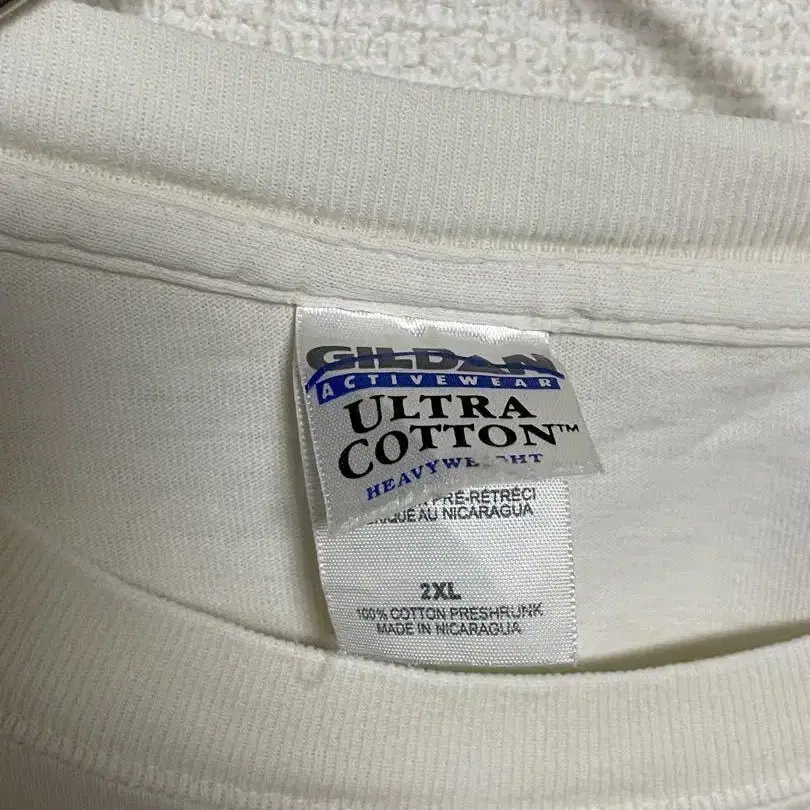 GILDAN
ACTIVEWEAR
ULTRA
COTTON™
HEAVYWEIGHT
PRÉ-RÉTRÉCI
AU NICARAGUA
2XL
100% COTTON PRESHRUNK
MADE IN NICARAGUA